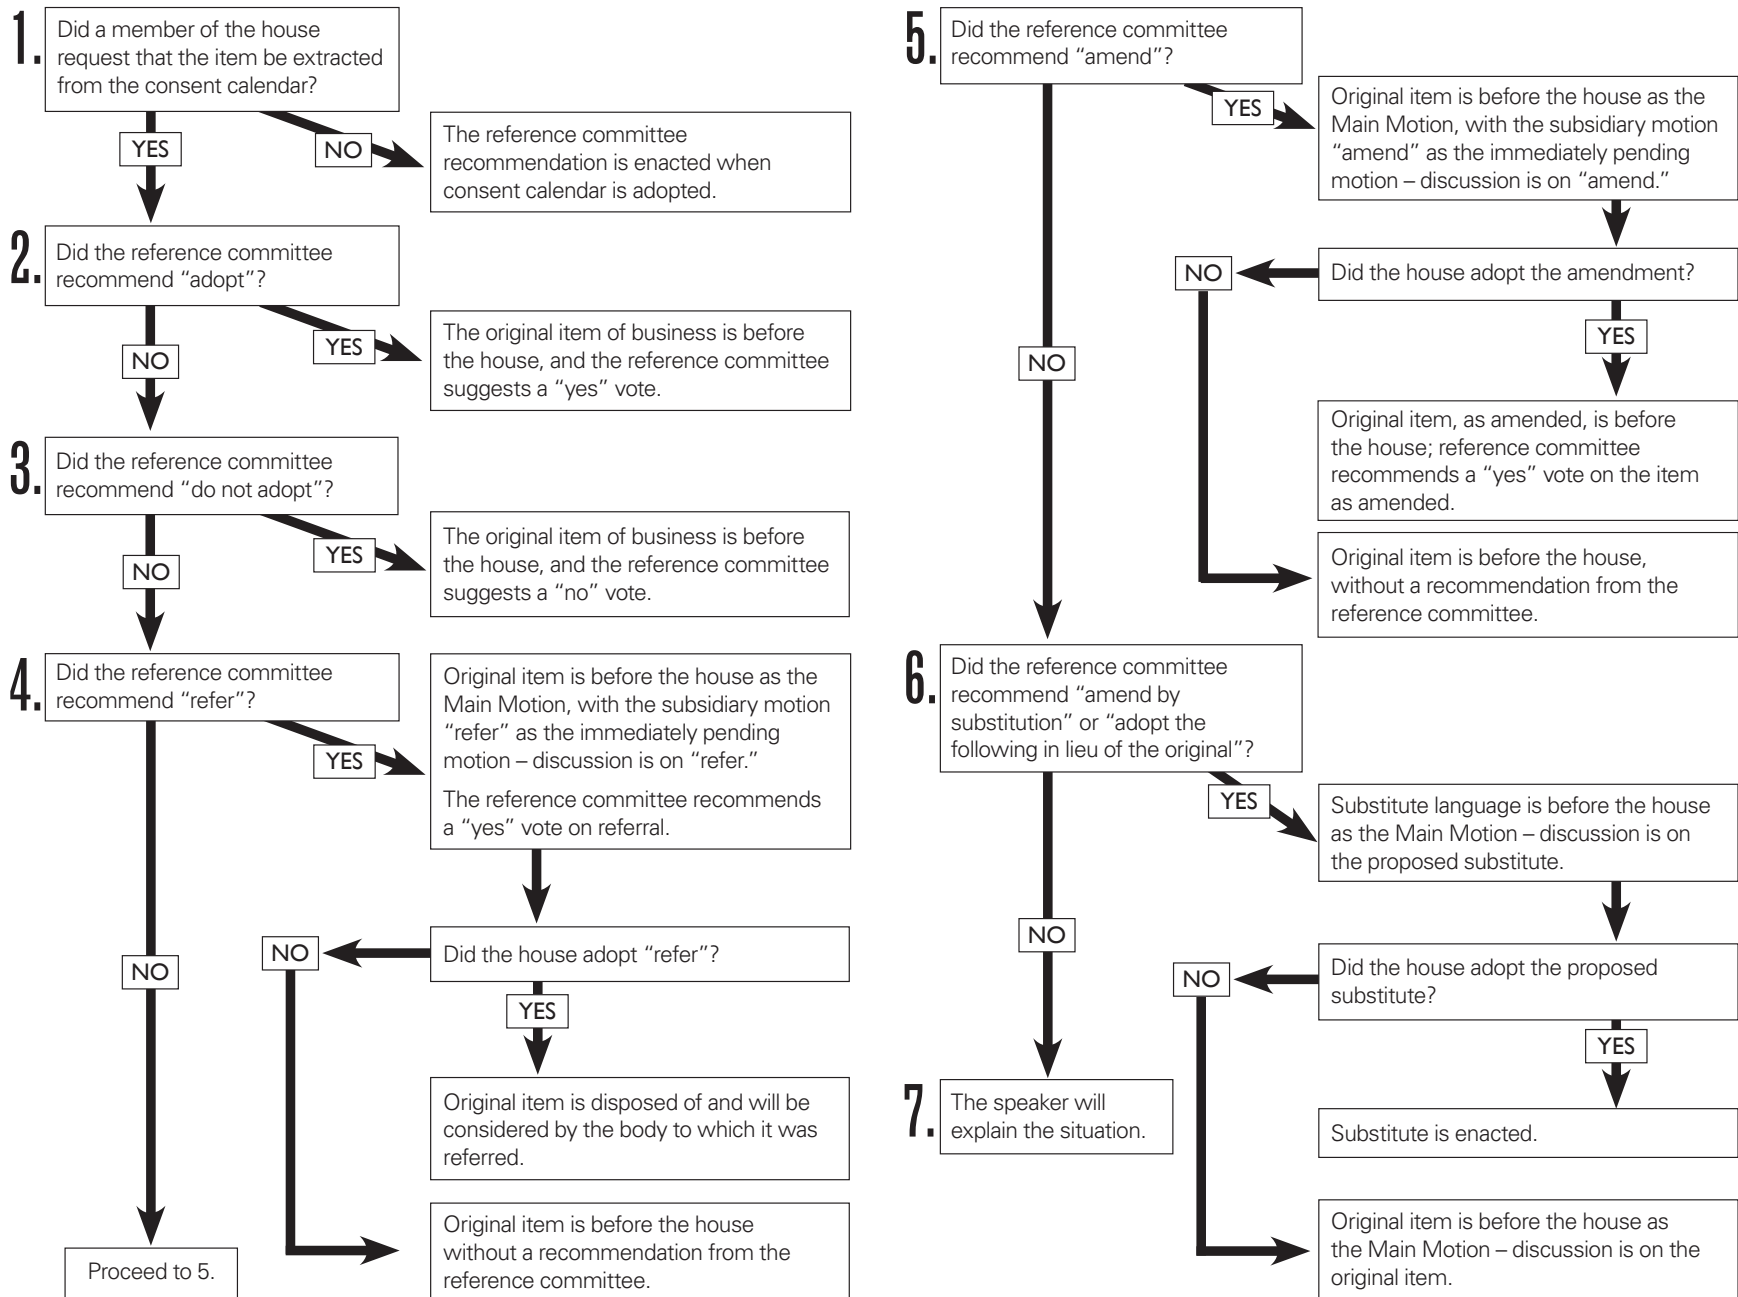 1.
Did a member of the house
request that the item be extracted
from the consent calendar?
YES
NO
The reference committee
recommendation is enacted when
consent calendar is adopted.
2.
Did the reference committee
recommend “adopt”?
YES
NO
The original item of business is before
the house, and the reference committee
suggests a “yes” vote.
3.
Did the reference committee
recommend “do not adopt”?
YES
NO
The original item of business is before
the house, and the reference committee
suggests a “no” vote.
4.
Did the reference committee
recommend “refer”?
YES
Original item is before the house as the
Main Motion, with the subsidiary motion
“refer” as the immediately pending
motion – discussion is on “refer.”
The reference committee recommends
a “yes” vote on referral.
NO
Did the house adopt “refer”?
NO
YES
Original item is disposed of and will be
considered by the body to which it was
referred.
Original item is before the house
without a recommendation from the
reference committee.
Proceed to 5.
5.
Did the reference committee
recommend “amend”?
YES
Original item is before the house as the
Main Motion, with the subsidiary motion
“amend” as the immediately pending
motion – discussion is on “amend.”
NO
Did the house adopt the amendment?
NO
YES
Original item, as amended, is before
the house; reference committee
recommends a “yes” vote on the item
as amended.
Original item is before the house,
without a recommendation from the
reference committee.
6.
Did the reference committee
recommend “amend by
substitution” or “adopt the
following in lieu of the original”?
YES
Substitute language is before the house
as the Main Motion – discussion is on
the proposed substitute.
NO
Did the house adopt the proposed
substitute?
NO
YES
Substitute is enacted.
Original item is before the house as
the Main Motion – discussion is on the
original item.
7.
The speaker will
explain the situation.